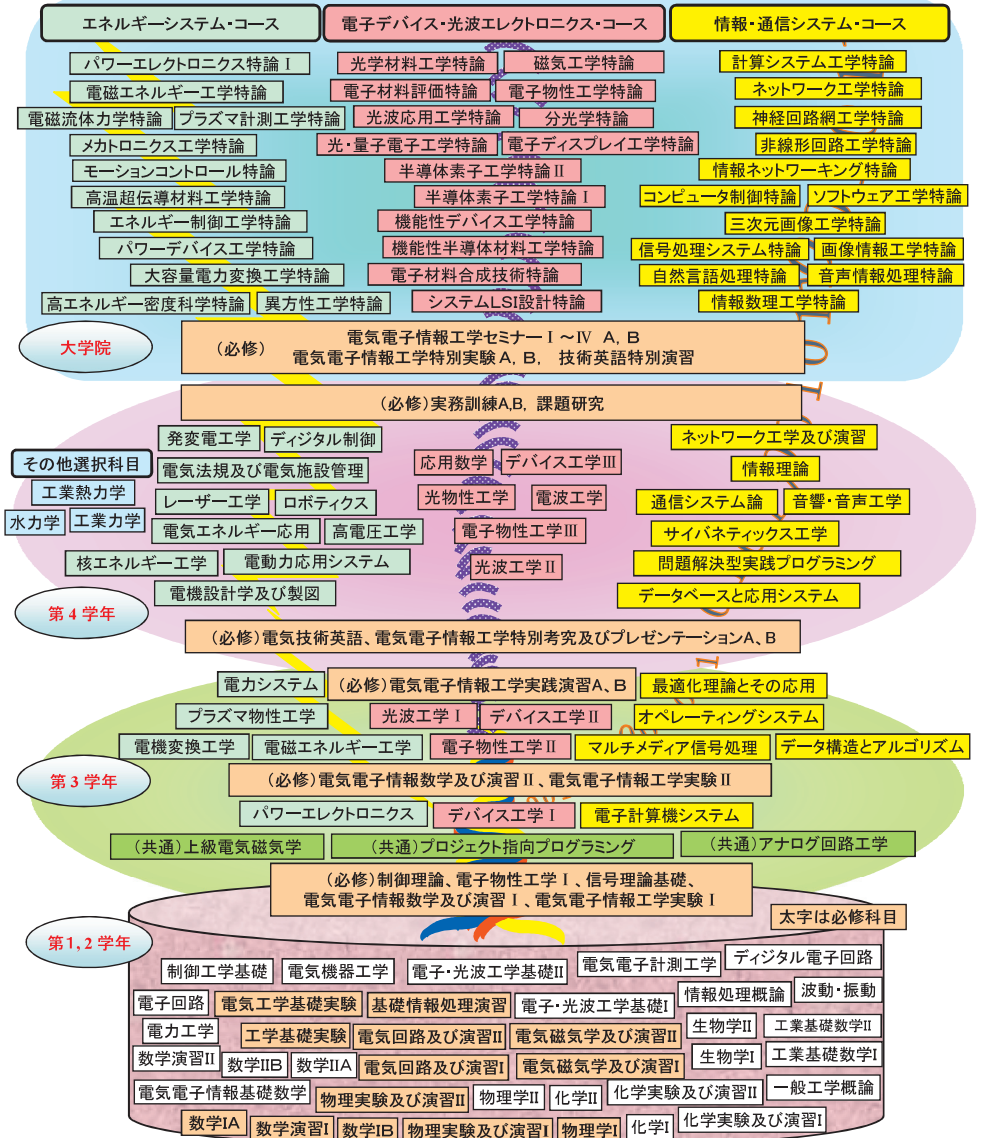 エネルギーシステム・コース
電子デバイス・光波エレクトロニクス・コース
情報・通信システム・コース
パワーエレクトロニクス特論Ⅰ
光学材料工学特論
磁気工学特論
計算システム工学特論
電磁エネルギー工学特論
電子材料評価特論
電子物性工学特論
ネットワーク工学特論
電磁流体力学特論
プラズマ計測工学特論
光波応用工学特論
分光学特論
神経回路網工学特論
メカトロニクス工学特論
光・量子電子工学特論
電子ディスプレイ工学特論
非線形回路工学特論
モーションコントロール特論
半導体素子工学特論Ⅱ
情報ネットワーキング特論
高温超伝導材料工学特論
半導体素子工学特論Ⅰ
コンピュータ制御特論
ソフトウェア工学特論
エネルギー制御工学特論
機能性デバイス工学特論
三次元画像工学特論
パワーデバイス工学特論
機能性半導体材料工学特論
信号処理システム特論
画像情報工学特論
大容量電力変換工学特論
電子材料合成技術特論
自然言語処理特論
音声情報処理特論
高エネルギー密度科学特論
異方性工学特論
システムLSI設計特論
情報数理工学特論
大学院
(必修)
電気電子情報工学セミナーⅠ～Ⅳ A, B
電気電子情報工学特別実験A, B, 技術英語特別演習
(必修)実務訓練A,B, 課題研究
発変電工学
ディジタル制御
ネットワーク工学及び演習
その他選択科目
電気法規及び電気施設管理
応用数学
デバイス工学Ⅲ
情報理論
工業熱力学
レーザー工学
ロボティクス
光物性工学
電波工学
通信システム論
音響・音声工学
水力学
工業力学
電気エネルギー応用
高電圧工学
電子物性工学Ⅲ
サイバネティックス工学
核エネルギー工学
電動力応用システム
光波工学Ⅱ
問題解決型実践プログラミング
電機設計学及び製図
データベースと応用システム
第4学年
(必修)電気技術英語、電気電子情報工学特別考究及びプレゼンテーションA、B
電力システム
(必修)電気電子情報工学実践演習A、B
最適化理論とその応用
プラズマ物性工学
光波工学Ⅰ
デバイス工学Ⅱ
オペレーティングシステム
電機変換工学
電磁エネルギー工学
電子物性工学Ⅱ
マルチメディア信号処理
データ構造とアルゴリズム
第3学年
(必修)電気電子情報数学及び演習Ⅱ、電気電子情報工学実験Ⅱ
パワーエレクトロニクス
デバイス工学Ⅰ
電子計算機システム
(共通)上級電気磁気学
(共通)プロジェクト指向プログラミング
(共通)アナログ回路工学
(必修)制御理論、電子物性工学Ⅰ、信号理論基礎、
電気電子情報数学及び演習Ⅰ、電気電子情報工学実験Ⅰ
太字は必修科目
第1,2学年
制御工学基礎
電気機器工学
電子・光波工学基礎II
電気電子計測工学
ディジタル電子回路
電子回路
電気工学基礎実験
基礎情報処理演習
電子・光波工学基礎I
情報処理概論
波動・振動
電力工学
工学基礎実験
電気回路及び演習II
電気磁気学及び演習II
生物学II
工業基礎数学II
数学演習II
数学IIB
数学IIA
電気回路及び演習I
電気磁気学及び演習I
生物学I
工業基礎数学I
電気電子情報基礎数学
物理実験及び演習II
物理学II
化学II
化学実験及び演習II
一般工学概論
数学IA
数学演習I
数学IB
物理実験及び演習I
物理学I
化学I
化学実験及び演習I